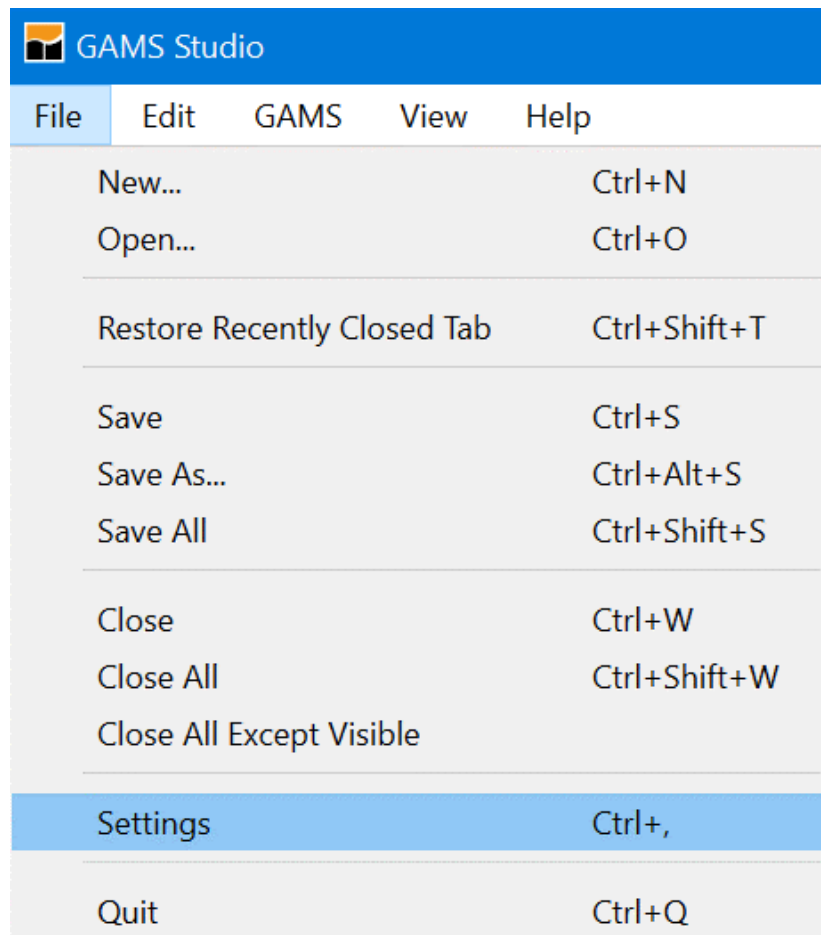 GAMS Studio
File Edit GAMS View Help
New... Ctrl+N
Open... Ctrl+O
Restore Recently Closed Tab Ctrl+Shift+T
Save Ctrl+S
Save As... Ctrl+Alt+S
Save All Ctrl+Shift+S
Close Ctrl+W
Close All Ctrl+Shift+W
Close All Except Visible
Settings Ctrl+,
Quit Ctrl+Q